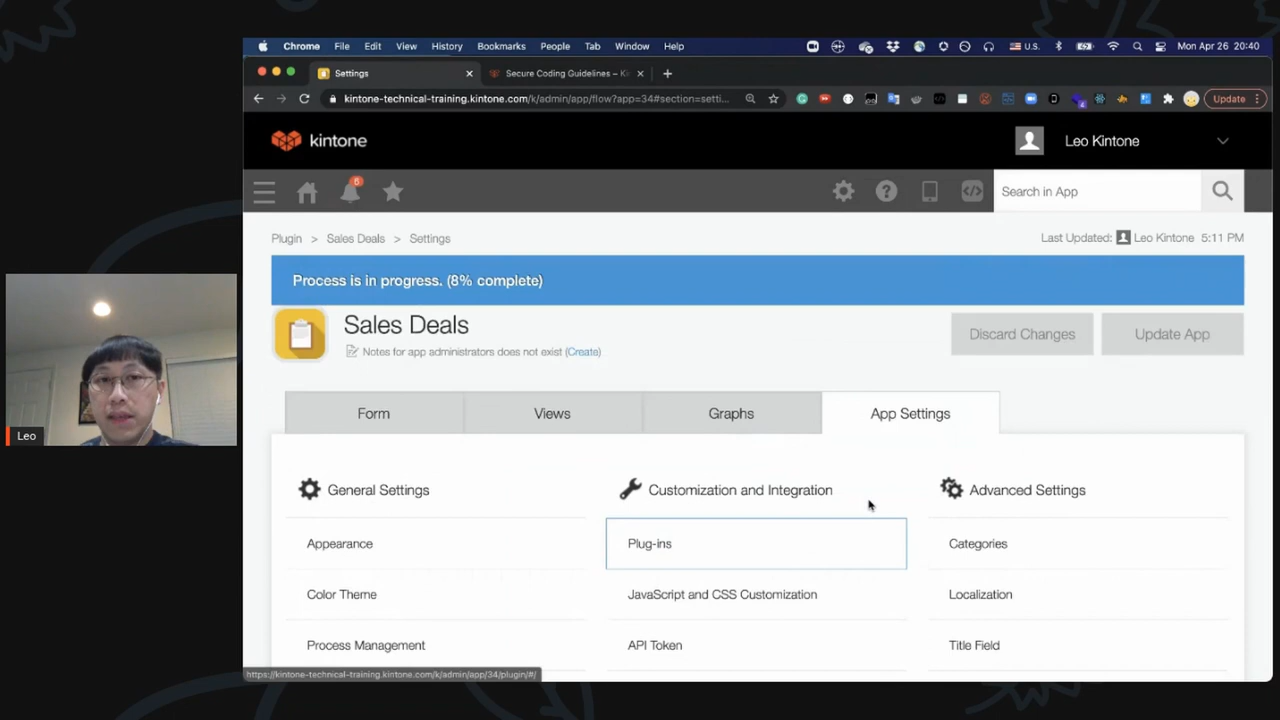 Chrome File Edit View History Bookmarks People Tab Window Help U.S. Mon Apr 26 20:40
Settings Secure Coding Guidelines – Ki
kintone-technical-training.kintone.com/k/admin/app/flow?app=34#section=setti... Update
kintone Leo Kintone
6 Search in App
Plugin > Sales Deals > Settings Last Updated: Leo Kintone 5:11 PM
Process is in progress. (8% complete)
Sales Deals Discard Changes Update App
Notes for app administrators does not exist (Create)
Form Views Graphs App Settings
Leo
General Settings Customization and Integration Advanced Settings
Appearance Plug-ins Categories
Color Theme JavaScript and CSS Customization Localization
Process Management API Token Title Field
https://kintone-technical-training.kintone.com/k/admin/app/34/plugin/#/